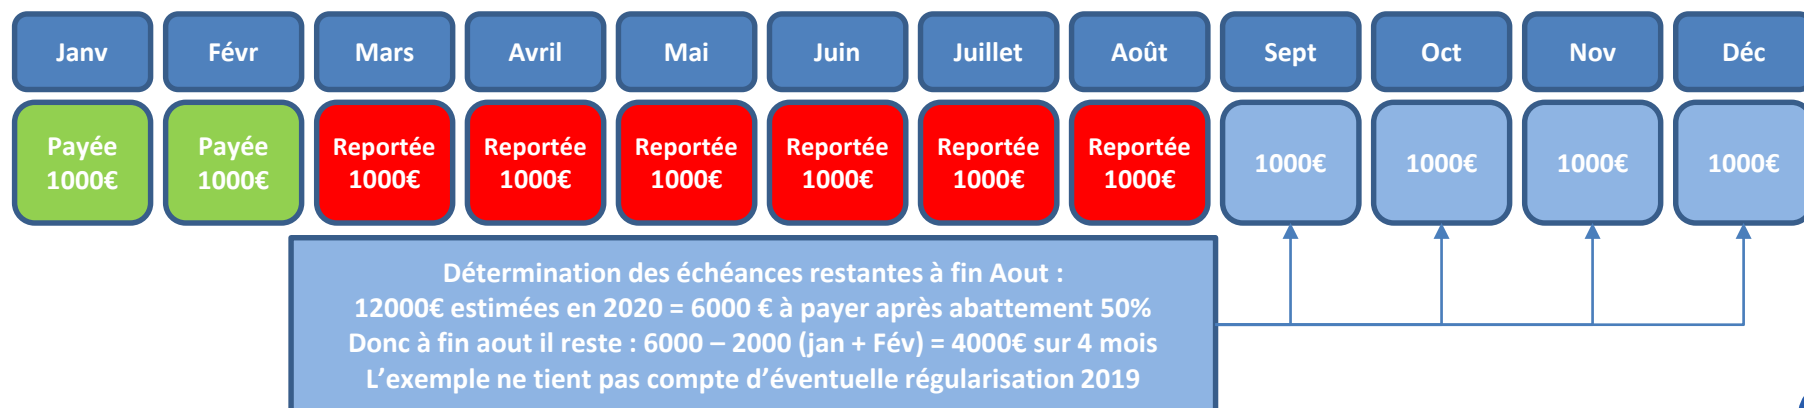 Janv Févr Mars Avril Mai Juin Juillet Août Sept Oct Nov Déc
Payée Payée Reportée Reportée Reportée Reportée Reportée Reportée
1000€ 1000€ 1000€ 1000€ 1000€ 1000€ 1000€ 1000€ 1000€ 1000€ 1000€ 1000€
Détermination des échéances restantes à fin Aout :
12000€ estimées en 2020 = 6000 € à payer après abattement 50%
Donc à fin aout il reste : 6000 – 2000 (jan + Fév) = 4000€ sur 4 mois
L’exemple ne tient pas compte d’éventuelle régularisation 2019